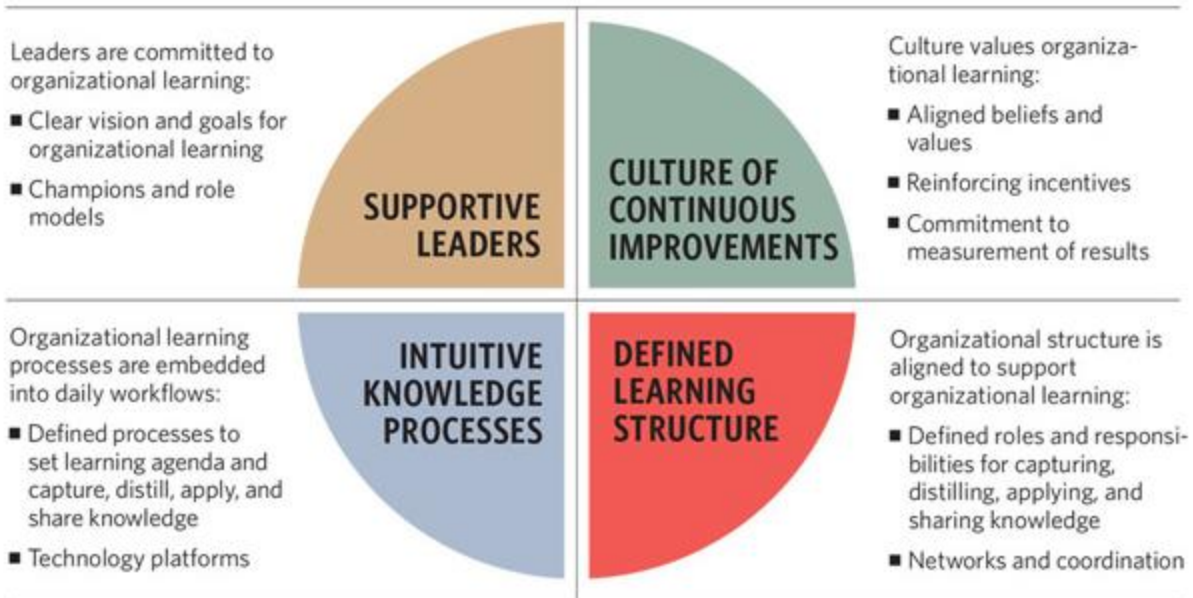 Leaders are committed to
organizational learning:
■ Clear vision and goals for
organizational learning
■ Champions and role
models
SUPPORTIVE
LEADERS
CULTURE OF
CONTINUOUS
IMPROVEMENTS
Culture values organiza-
tional learning:
■ Aligned beliefs and
values
■ Reinforcing incentives
■ Commitment to
measurement of results
Organizational learning
processes are embedded
into daily workflows:
■ Defined processes to
set learning agenda and
capture, distill, apply, and
share knowledge
■ Technology platforms
INTUITIVE
KNOWLEDGE
PROCESSES
DEFINED
LEARNING
STRUCTURE
Organizational structure is
aligned to support
organizational learning:
■ Defined roles and responsi-
bilities for capturing,
distilling, applying, and
sharing knowledge
■ Networks and coordination